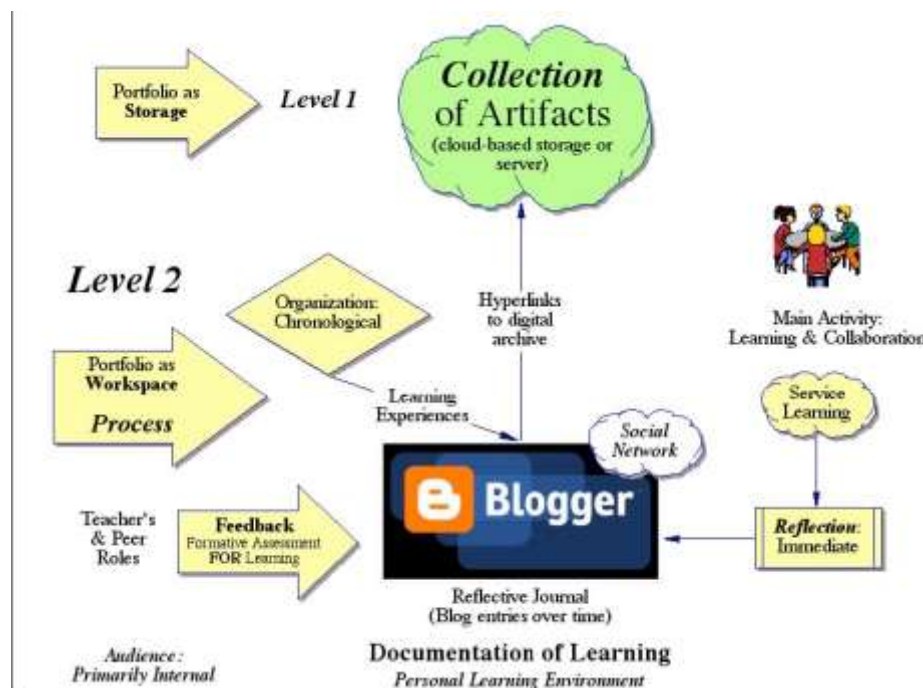 Portfolio as
Storage
Level 1
Collection
of Artifacts
(cloud-based storage or
server)
Level 2
Organization:
Chronological
Hyperlinks
to digital
archive
Main Activity:
Learning & Collaboration
Portfolio as
Workspace
Process
Learning
Experiences
Service
Learning
Social
Network
Blogger
Teacher's
& Peer
Roles
Feedback
Formative Assessment
FOR Learning
Reflection:
Immediate
Reflective Journal
(Blog entries over time)
Documentation of Learning
Personal Learning Environment
Audience:
Primarily Internal